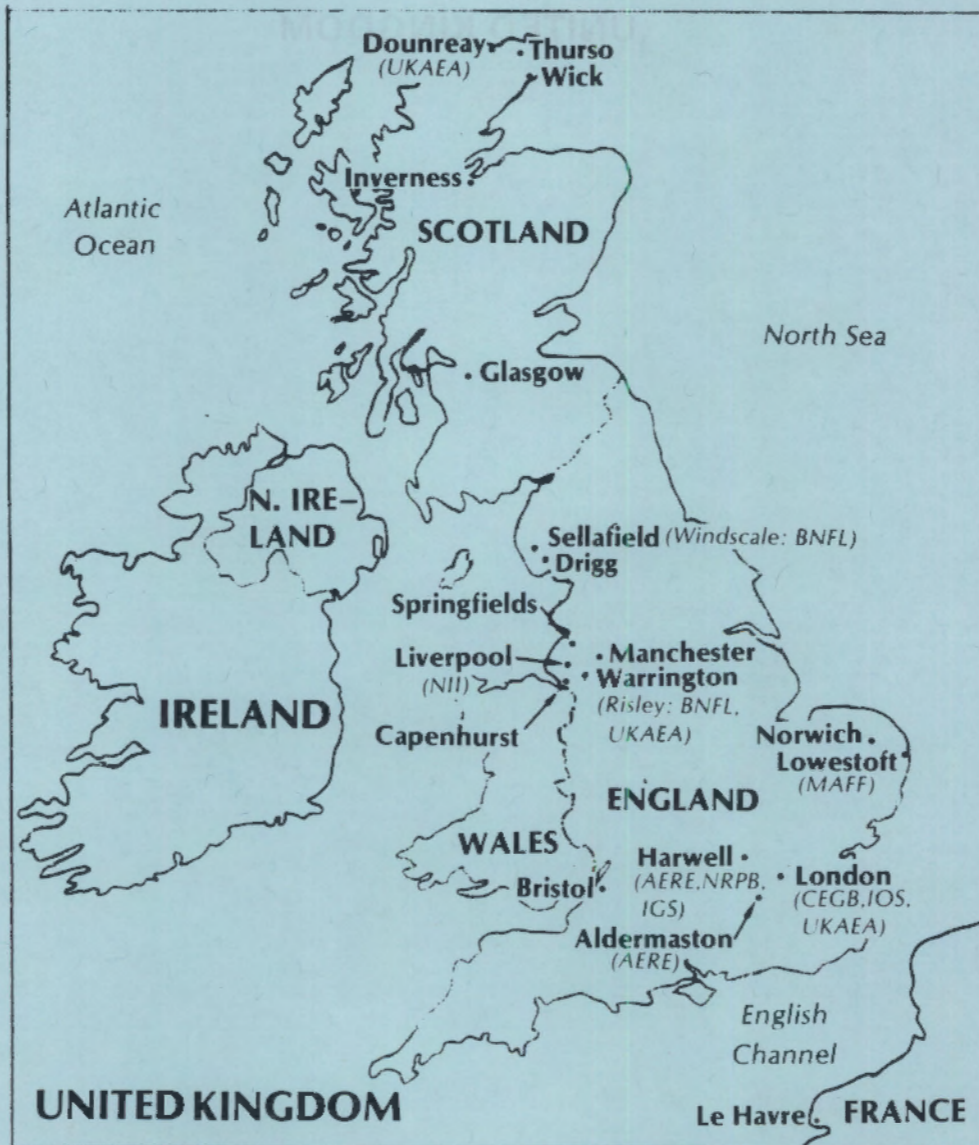 Dounreay
(UKAEA)
Thurso
Wick
Inverness
Atlantic
Ocean
SCOTLAND
North Sea
Glasgow
N. IRE-
LAND
Sellafield (Windscale: BNFL)
Drigg
Springfields
Liverpool
(NII)
Manchester
Warrington
(Risley: BNFL,
UKAEA)
IRELAND
Capenhurst
Norwich
Lowestoft
(MAFF)
ENGLAND
WALES
Harwell
(AERE,NRPB,
IGS)
London
(CEGB,IOS,
UKAEA)
Bristol
Aldermaston
(AERE)
English
Channel
UNITED KINGDOM
Le Havre
FRANCE